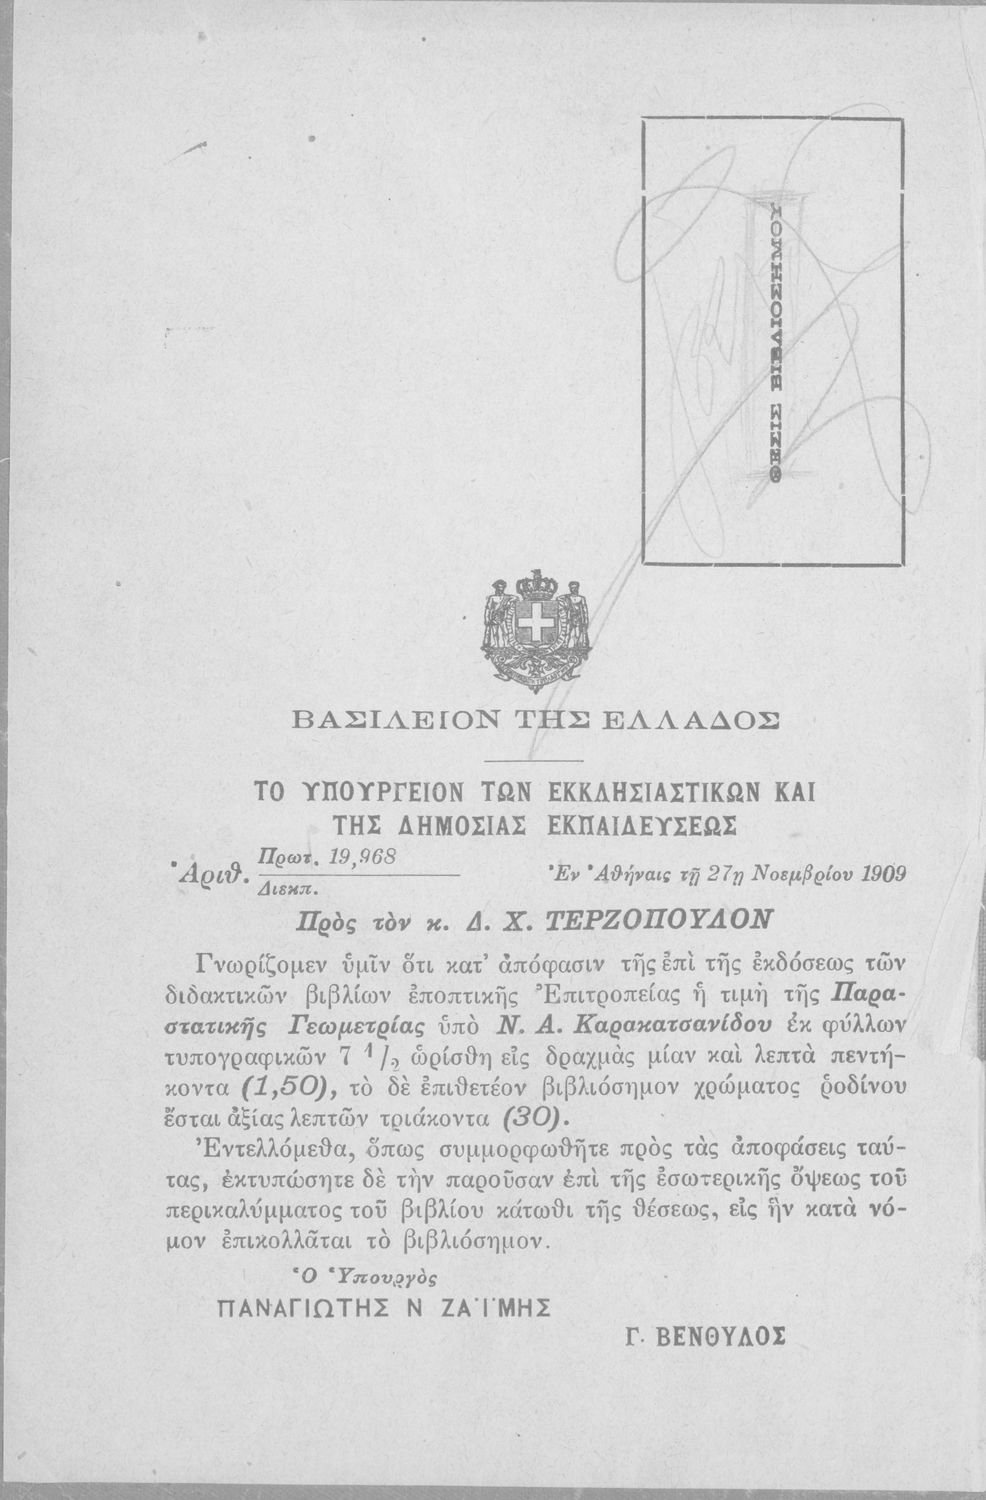 ΘΕΣΙΣ ΒΙΒΛΙΟΣΗΜΟΥ
ΒΑΣΙΛΕΙΟΝ ΤΗΣ ΕΛΛΑΔΟΣ
ΤΟ ΥΠΟΥΡΓΕΙΟΝ ΤΩΝ ΕΚΚΛΗΣΙΑΣΤΙΚΩΝ ΚΑΙ
ΤΗΣ ΔΗΜΟΣΙΑΣ ΕΚΠΑΙΔΕΥΣΕΩΣ
Ἀριθ. Πρωτ. 19,968
Διεκπ.
Ἐν Ἀθήναις τῇ 27ῃ Νοεμβρίου 1909
Πρὸς τὸν κ. Δ. Χ. ΤΕΡΖΟΠΟΥΛΟΝ
Γνωρίζομεν ὑμῖν ὅτι κατ' ἀπόφασιν τῆς ἐπὶ τῆς ἐκδόσεως τῶν
διδακτικῶν βιβλίων ἐποπτικῆς Ἐπιτροπείας ἡ τιμὴ τῆς Παρα-
στατικῆς Γεωμετρίας ὑπὸ Ν. Α. Καρακατσανίδου ἐκ φύλλων
τυπογραφικῶν 7 1/2 ὡρίσθη εἰς δραχμὰς μίαν καὶ λεπτὰ πεντή-
κοντα (1,50), τὸ δὲ ἐπιθετέον βιβλιόσημον χρώματος ῥοδίνου
ἔσται ἀξίας λεπτῶν τριάκοντα (30).
Ἐντελλόμεθα, ὅπως συμμορφωθῆτε πρὸς τὰς ἀποφάσεις ταύ-
τας, ἐκτυπώσητε δὲ τὴν παροῦσαν ἐπὶ τῆς ἐσωτερικῆς ὄψεως τοῦ
περικαλύμματος τοῦ βιβλίου κάτωθι τῆς θέσεως, εἰς ἣν κατὰ νό-
μον ἐπικολλᾶται τὸ βιβλιόσημον.
Ὁ Ὑπουργὸς
ΠΑΝΑΓΙΩΤΗΣ Ν ΖΑΪΜΗΣ
Γ. ΒΕΝΘΥΛΟΣ